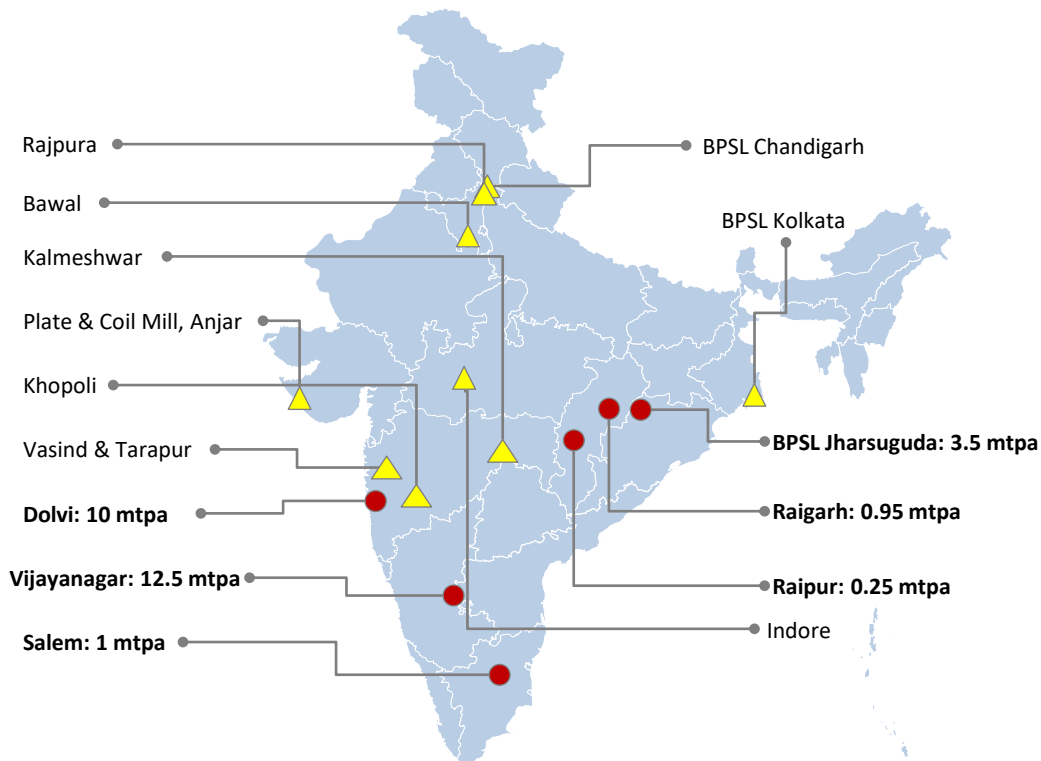 Rajpura
BPSL Chandigarh
Bawal
BPSL Kolkata
Kalmeshwar
Plate & Coil Mill, Anjar
Khopoli
Vasind & Tarapur
BPSL Jharsuguda: 3.5 mtpa
Dolvi: 10 mtpa
Raigarh: 0.95 mtpa
Vijayanagar: 12.5 mtpa
Raipur: 0.25 mtpa
Indore
Salem: 1 mtpa